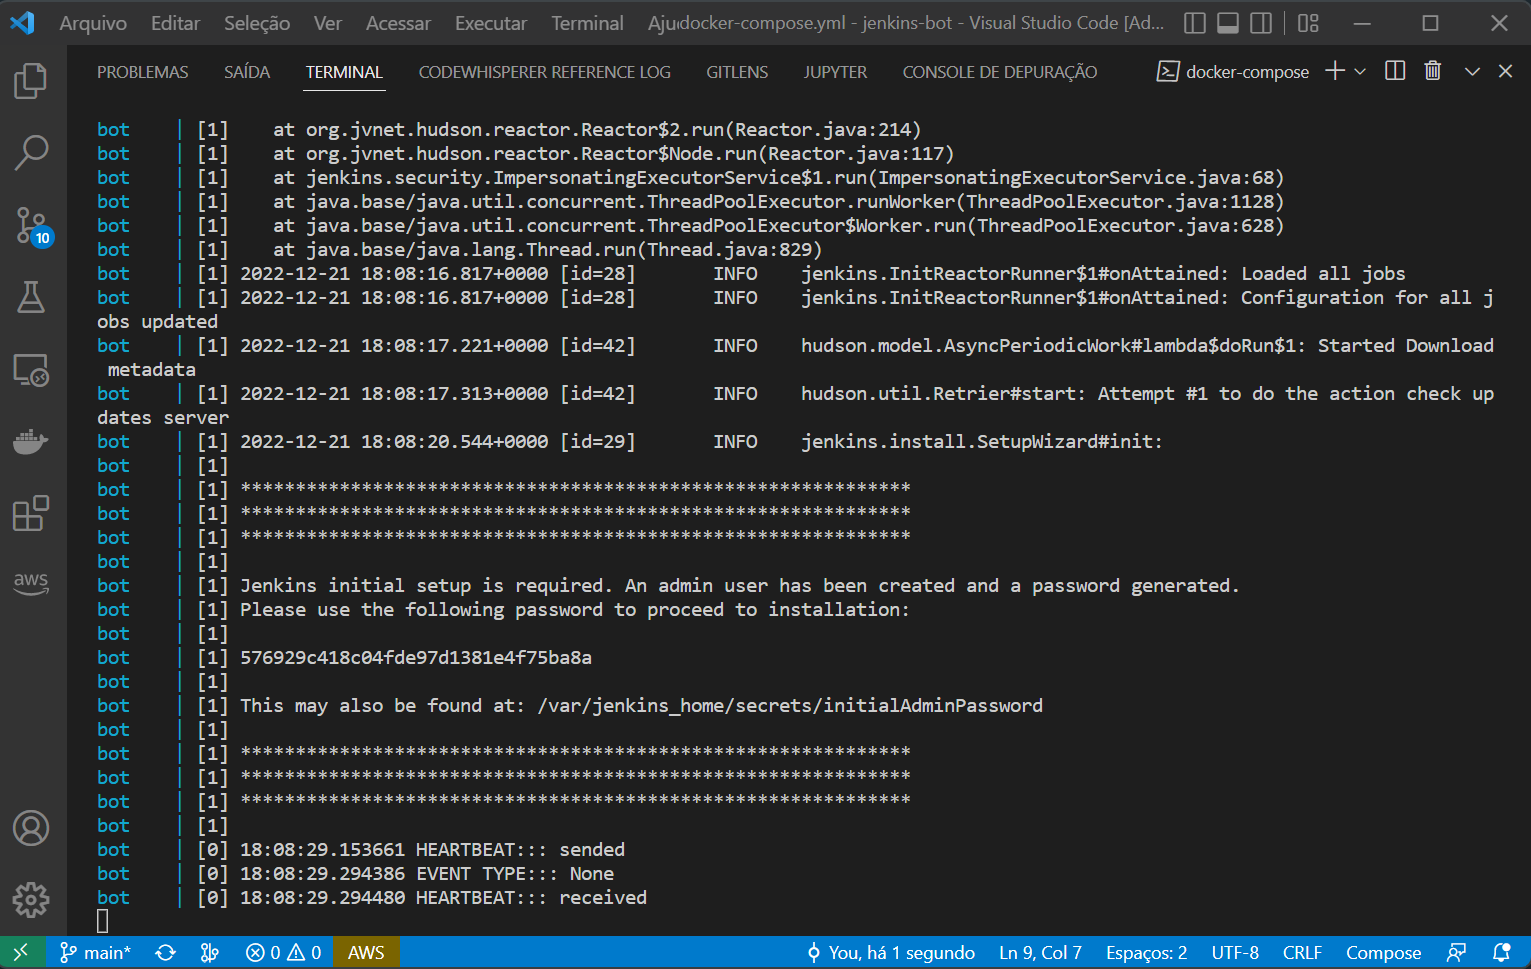 Arquivo Editar Seleção Ver Acessar Executar Terminal Aju docker-compose.yml - jenkins-bot - Visual Studio Code [Ad...
PROBLEMAS SAÍDA TERMINAL CODEWHISPERER REFERENCE LOG GITLENS JUPYTER CONSOLE DE DEPURAÇÃO docker-compose
bot | [1] at org.jvnet.hudson.reactor.Reactor$2.run(Reactor.java:214)
bot | [1] at org.jvnet.hudson.reactor.Reactor$Node.run(Reactor.java:117)
bot | [1] at jenkins.security.ImpersonatingExecutorService$1.run(ImpersonatingExecutorService.java:68)
bot | [1] at java.base/java.util.concurrent.ThreadPoolExecutor.runWorker(ThreadPoolExecutor.java:1128)
bot | [1] at java.base/java.util.concurrent.ThreadPoolExecutor$Worker.run(ThreadPoolExecutor.java:628)
bot | [1] at java.base/java.lang.Thread.run(Thread.java:829)
bot | [1] 2022-12-21 18:08:16.817+0000 [id=28] INFO jenkins.InitReactorRunner$1#onAttained: Loaded all jobs
bot | [1] 2022-12-21 18:08:16.817+0000 [id=28] INFO jenkins.InitReactorRunner$1#onAttained: Configuration for all j
obs updated
bot | [1] 2022-12-21 18:08:17.221+0000 [id=42] INFO hudson.model.AsyncPeriodicWork#lambda$doRun$1: Started Download
metadata
bot | [1] 2022-12-21 18:08:17.313+0000 [id=42] INFO hudson.util.Retrier#start: Attempt #1 to do the action check up
dates server
bot | [1] 2022-12-21 18:08:20.544+0000 [id=29] INFO jenkins.install.SetupWizard#init:
bot | [1]
bot | [1] *************************************************************
bot | [1] *************************************************************
bot | [1] *************************************************************
bot | [1]
bot | [1] Jenkins initial setup is required. An admin user has been created and a password generated.
bot | [1] Please use the following password to proceed to installation:
bot | [1]
bot | [1] 576929c418c04fde97d1381e4f75ba8a
bot | [1]
bot | [1] This may also be found at: /var/jenkins_home/secrets/initialAdminPassword
bot | [1]
bot | [1] *************************************************************
bot | [1] *************************************************************
bot | [1] *************************************************************
bot | [1]
bot | [0] 18:08:29.153661 HEARTBEAT::: sended
bot | [0] 18:08:29.294386 EVENT TYPE::: None
bot | [0] 18:08:29.294480 HEARTBEAT::: received
10
aws
main* 0 0 AWS You, há 1 segundo Ln 9, Col 7 Espaços: 2 UTF-8 CRLF Compose